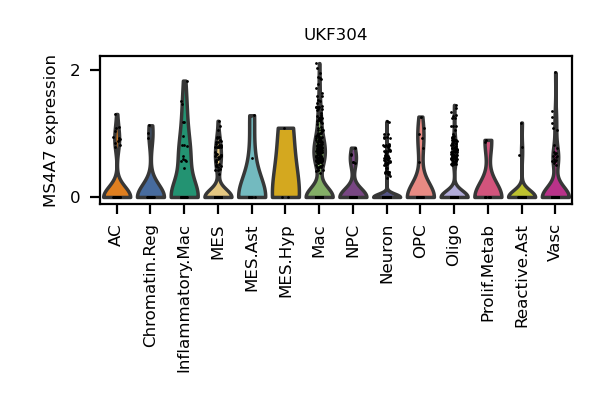 UKF304
MS4A7 expression
2
0
AC
Chromatin.Reg
Inflammatory.Mac
MES
MES.Ast
MES.Hyp
Mac
NPC
Neuron
OPC
Oligo
Prolif.Metab
Reactive.Ast
Vasc